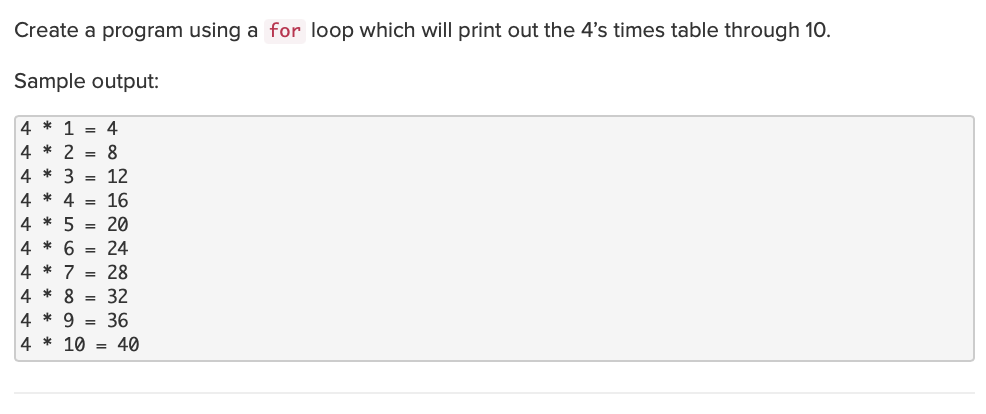 Create a program using a for loop which will print out the 4’s times table through 10.
Sample output:
4 * 1 = 4
4 * 2 = 8
4 * 3 = 12
4 * 4 = 16
4 * 5 = 20
4 * 6 = 24
4 * 7 = 28
4 * 8 = 32
4 * 9 = 36
4 * 10 = 40